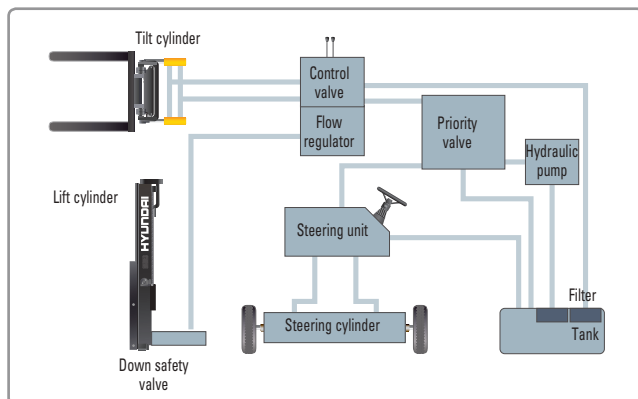 Tilt cylinder
Control
valve
Flow
regulator
Priority
valve
Hydraulic
pump
Lift cylinder
HYUNDAI
Steering unit
Filter
Tank
Steering cylinder
Down safety
valve